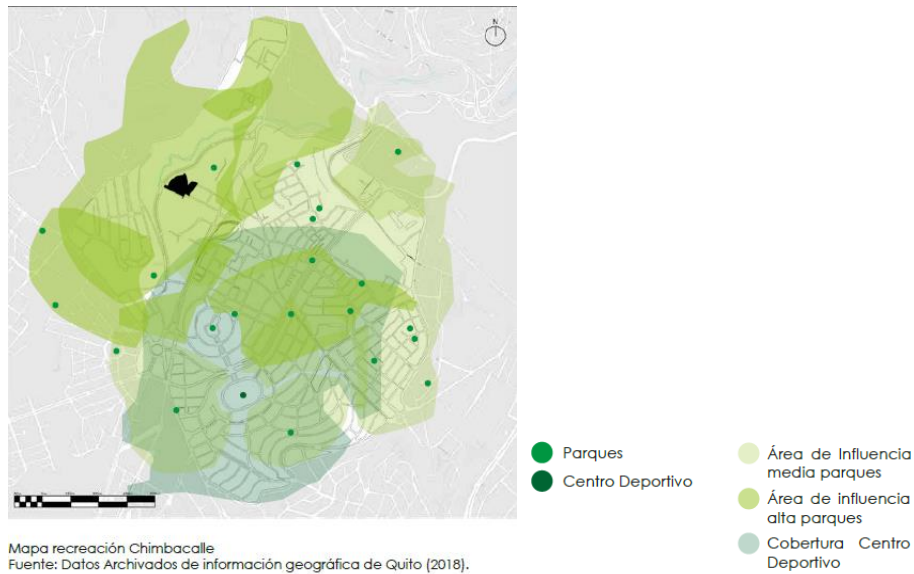 N
Parques
Centro Deportivo
Área de Influencia
media parques
Área de influencia
alta parques
Cobertura Centro
Deportivo
Mapa recreación Chimbacalle
Fuente: Datos Archivados de información geográfica de Quito (2018).